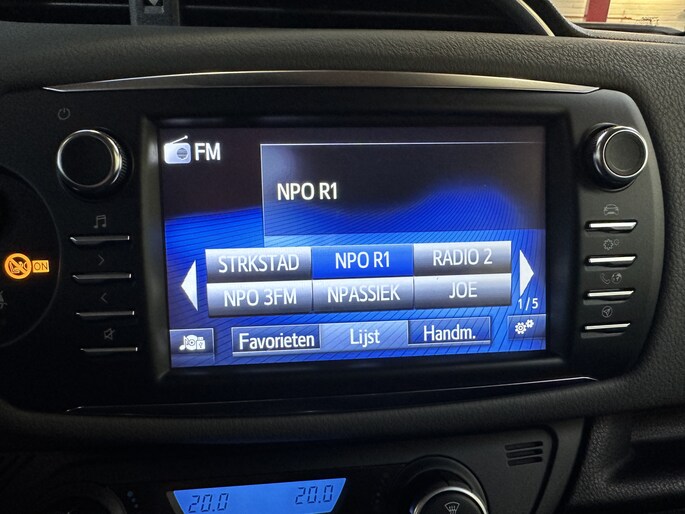 FM
NPO R1
STRKSTAD NPO R1 RADIO 2
NPO 3FM NPASSIEK JOE
1/5
Favorieten Lijst Handm.
ON
20.0 20.0